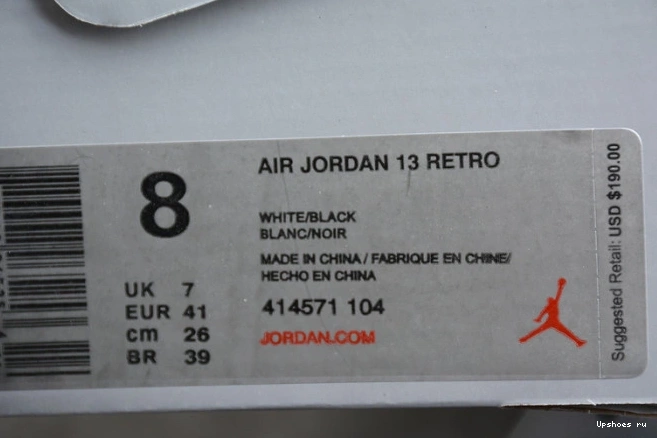 8
AIR JORDAN 13 RETRO
WHITE/BLACK
BLANC/NOIR
MADE IN CHINA / FABRIQUE EN CHINE/
HECHO EN CHINA
UK 7
EUR 41
cm 26
BR 39
414571 104
JORDAN.COM
Suggested Retail: USD $190.00
Upshoes ru